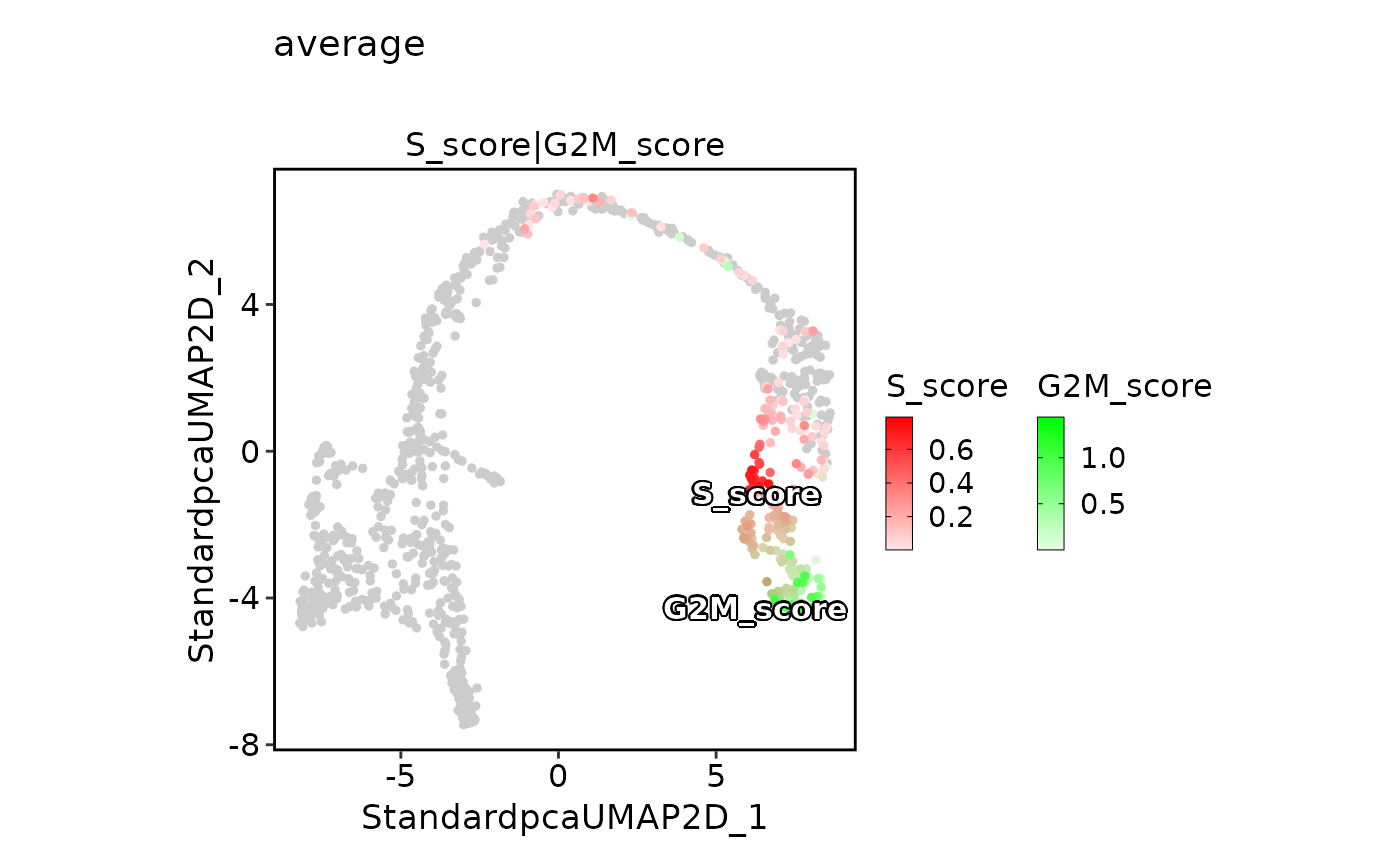 average
S_score|G2M_score
StandardpcaUMAP2D_2
4
0
-4
-8
S_score
G2M_score
-5 0 5
StandardpcaUMAP2D_1
S_score G2M_score
0.6
0.4
0.2
1.0
0.5